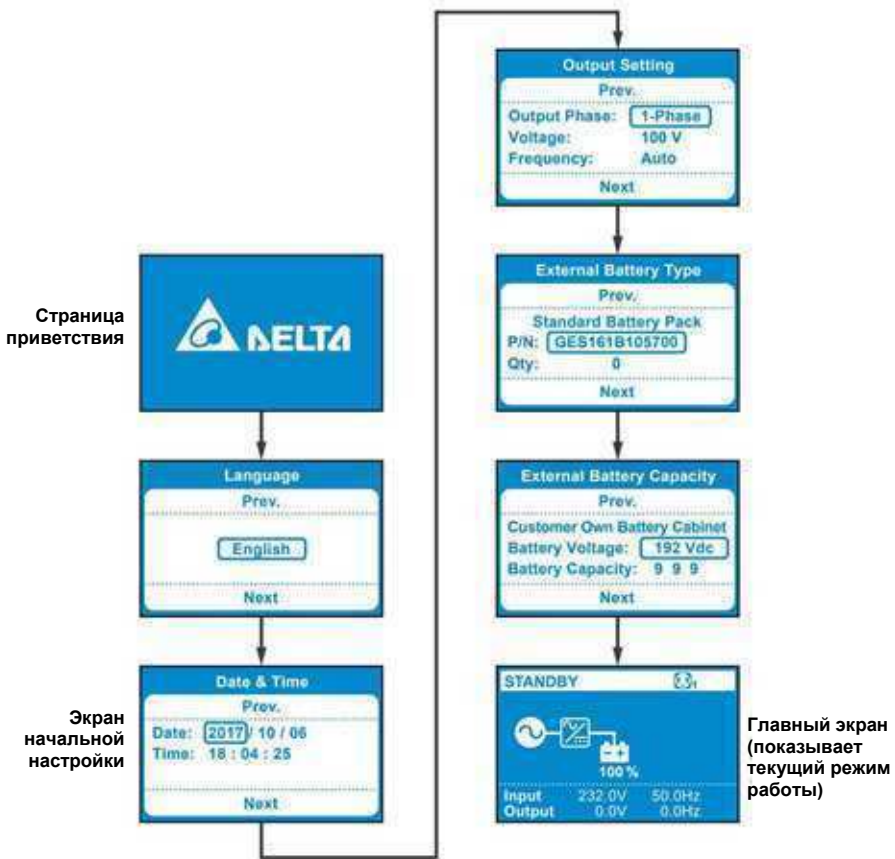 Страница
приветствия
DELTA
Language
Prev.
English
Next
Экран
начальной
настройки
Date & Time
Prev.
Date: 2017 / 10 / 06
Time: 18 : 04 : 25
Next
Output Setting
Prev.
Output Phase: 1-Phase
Voltage: 100 V
Frequency: Auto
Next
External Battery Type
Prev.
Standard Battery Pack
P/N: GES161B105700
Qty: 0
Next
External Battery Capacity
Prev.
Customer Own Battery Cabinet
Battery Voltage: 192 Vdc
Battery Capacity: 9 9 9
Next
STANDBY
100 %
Input 232.0V 50.0Hz
Output 0.0V 0.0Hz
Главный экран
(показывает
текущий режим
работы)